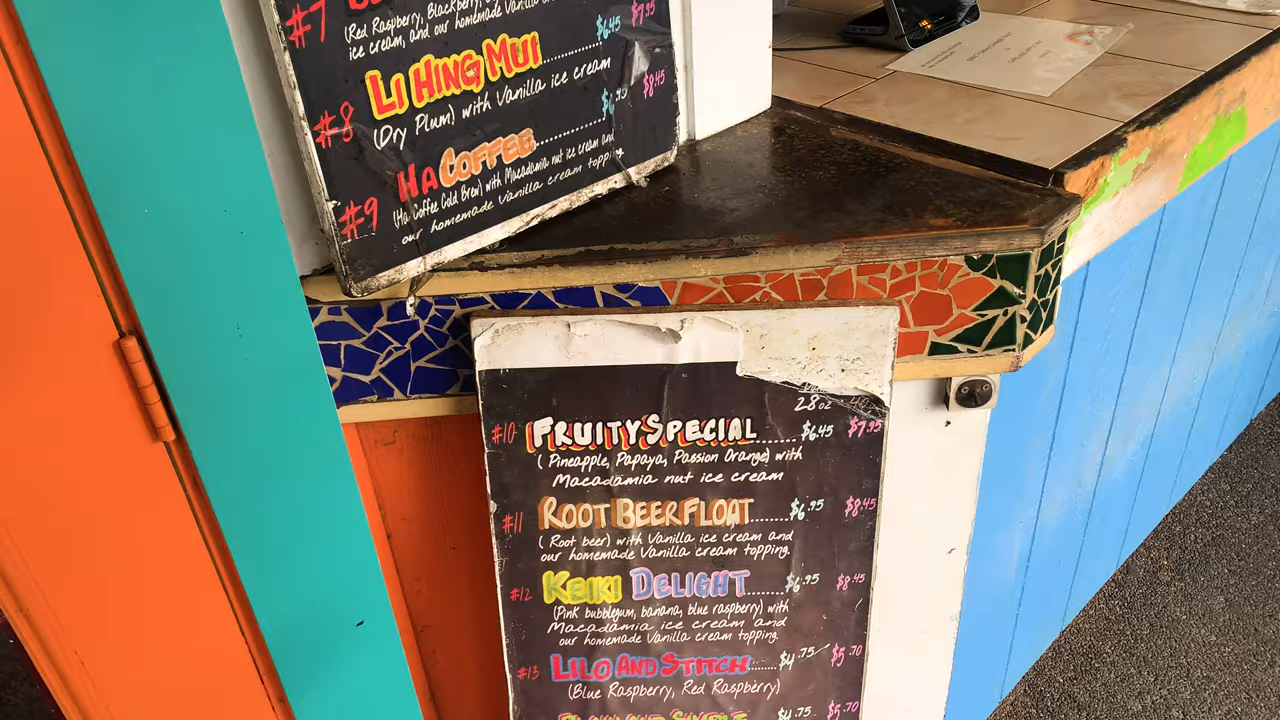 #7
(Red Raspberry, Blackberry,
ice cream, and our homemade Vanilla
$6.45 $7.95
#8 LI HING MUI..........
(Dry Plum) with Vanilla ice cream
$6.95 $8.45
#9 HA COFFEE..........
(Ha Coffee Cold Brew) with Macadamia nut ice cream and
our homemade Vanilla cream topping
28oz
#10 FRUITY SPECIAL......$6.45 $7.95
(Pineapple, Papaya, Passion Orange) with
Macadamia nut ice cream
#11 ROOT BEER FLOAT......$6.95 $8.45
(Root beer) with Vanilla ice cream and
our homemade Vanilla cream topping.
#12 KEIKI DELIGHT......$6.95 $8.45
(Pink bubblegum, banana, blue raspberry) with
Macadamia ice cream and
our homemade Vanilla cream topping.
#13 LILO AND STITCH......$4.75 $5.70
(Blue Raspberry, Red Raspberry)
$4.75 $5.70